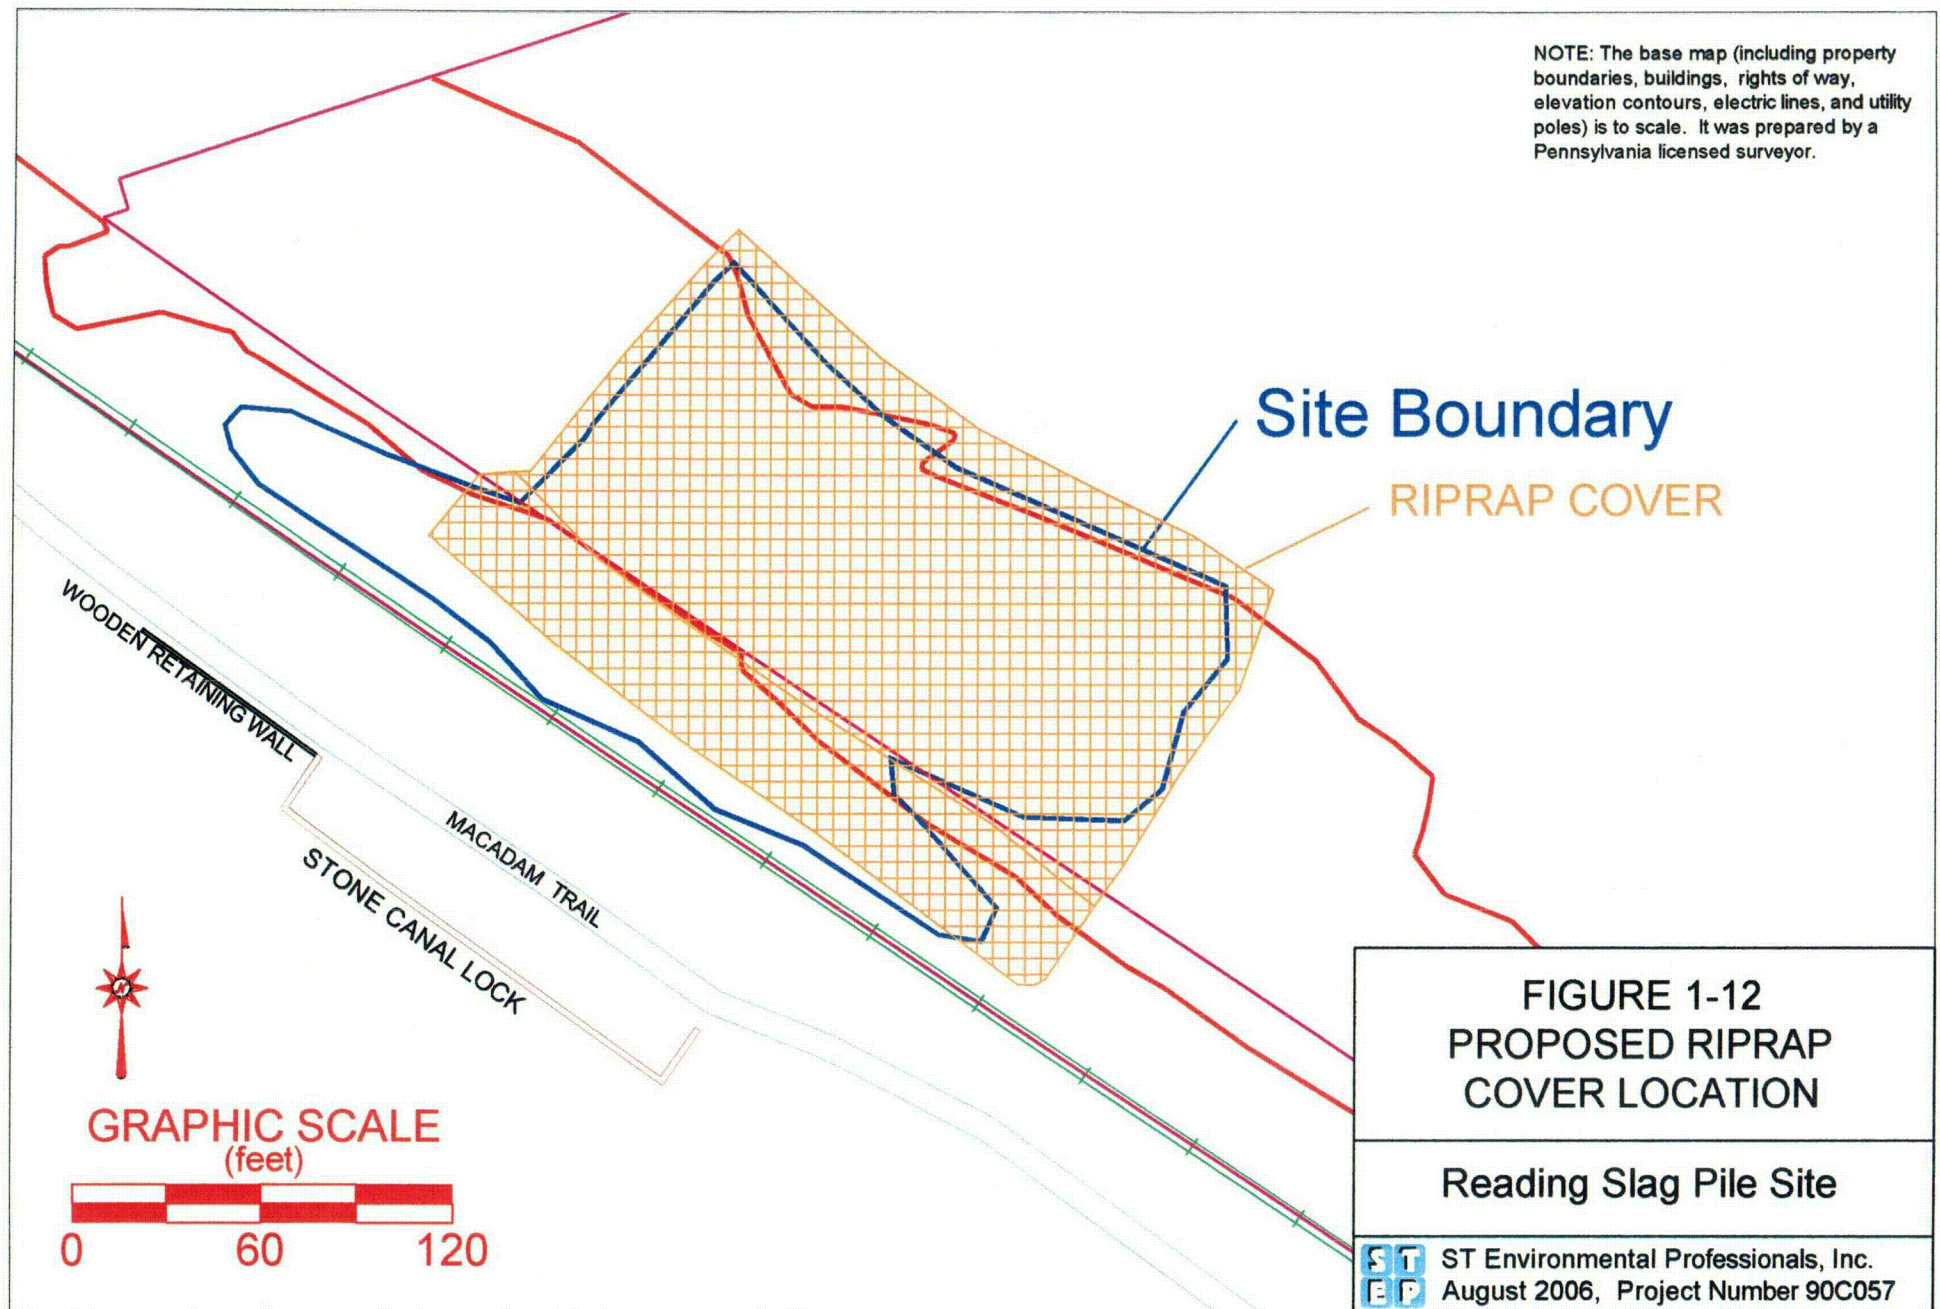 NOTE: The base map (including property
boundaries, buildings, rights of way,
elevation contours, electric lines, and utility
poles) is to scale. It was prepared by a
Pennsylvania licensed surveyor.
Site Boundary
RIPRAP COVER
WOODEN RETAINING WALL
MACADAM TRAIL
STONE CANAL LOCK
N
GRAPHIC SCALE
(feet)
0 60 120
FIGURE 1-12
PROPOSED RIPRAP
COVER LOCATION
Reading Slag Pile Site
ST
EP
ST Environmental Professionals, Inc.
August 2006, Project Number 90C057